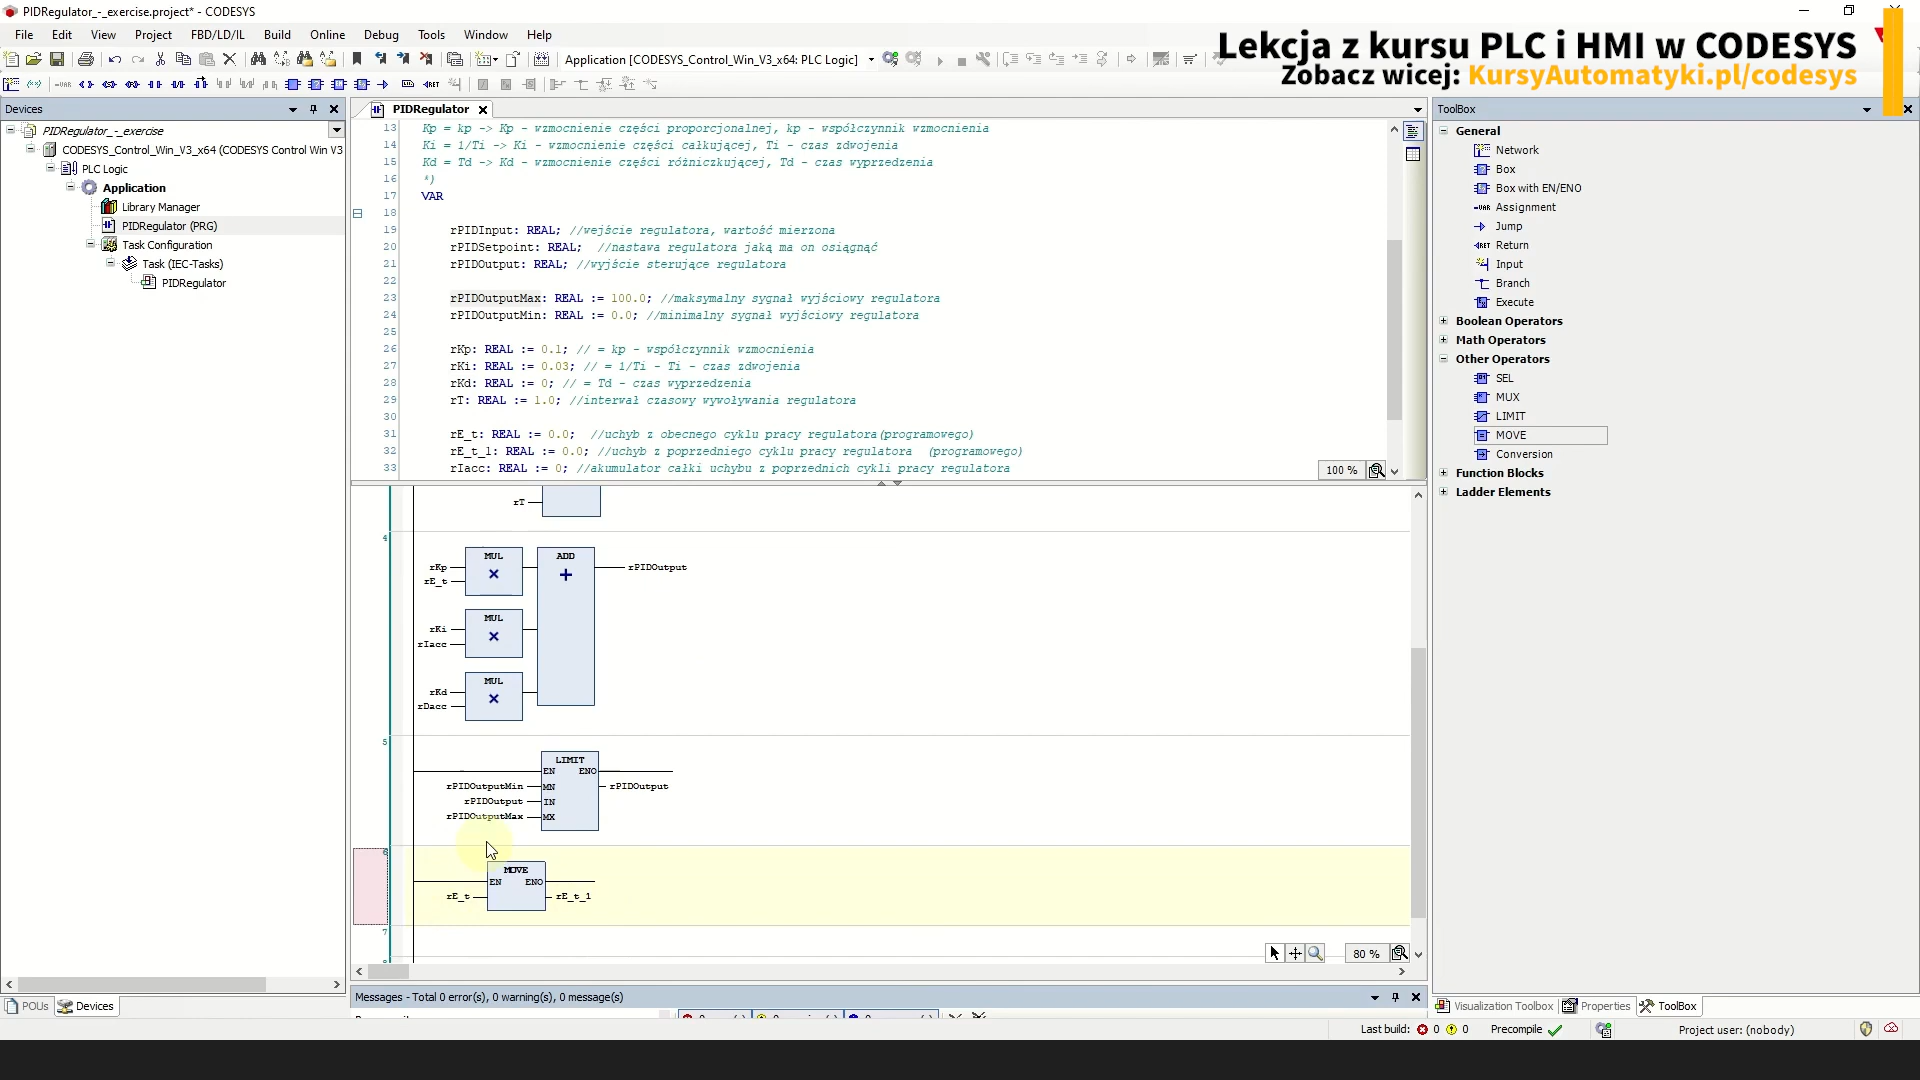 PIDRegulator_-_exercise.project* - CODESYS
File Edit View Project FBD/LD/IL Build Online Debug Tools Window Help
Application [CODESYS_Control_Win_V3_x64: PLC Logic]
Lekcja z kursu PLC i HMI w CODESYS
Zobacz wicej: KursyAutomatyki.pl/codesys
Devices
PIDRegulator_-_exercise
CODESYS_Control_Win_V3_x64 (CODESYS Control Win V3
PLC Logic
Application
Library Manager
PIDRegulator (PRG)
Task Configuration
Task (IEC-Tasks)
PIDRegulator
POUs Devices
PIDRegulator
13 Kp = kp -> Kp - wzmocnienie części proporcjonalnej, kp - współczynnik wzmocnienia
14 Ki = 1/Ti -> Ki - wzmocnienie części całkującej, Ti - czas zdwojenia
15 Kd = Td -> Kd - wzmocnienie części różniczkującej, Td - czas wyprzedzenia
16 *)
17 VAR
18
19 rPIDInput: REAL; //wejście regulatora, wartość mierzona
20 rPIDSetpoint: REAL; //nastawa regulatora jaką ma on osiągnąć
21 rPIDOutput: REAL; //wyjście sterujące regulatora
22
23 rPIDOutputMax: REAL := 100.0; //maksymalny sygnał wyjściowy regulatora
24 rPIDOutputMin: REAL := 0.0; //minimalny sygnał wyjściowy regulatora
25
26 rKp: REAL := 0.1; // = kp - współczynnik wzmocnienia
27 rKi: REAL := 0.03; // = 1/Ti - Ti - czas zdwojenia
28 rKd: REAL := 0; // = Td - czas wyprzedzenia
29 rT: REAL := 1.0; //interwał czasowy wywoływania regulatora
30
31 rE_t: REAL := 0.0; //uchyb z obecnego cyklu pracy regulatora(programowego)
32 rE_t_1: REAL := 0.0; //uchyb z poprzedniego cyklu pracy regulatora (programowego)
33 rIacc: REAL := 0; //akumulator całki uchybu z poprzednich cykli pracy regulatora
100 %
rT
4
MUL ADD
rKp × + rPIDOutput
rE_t
MUL
rKi ×
rIacc
MUL
rKd ×
rDacc
5
LIMIT
EN ENO
rPIDOutputMin MN rPIDOutput
rPIDOutput IN
rPIDOutputMax MX
6
MOVE
EN ENO
rE_t rE_t_1
7
8
80 %
Messages - Total 0 error(s), 0 warning(s), 0 message(s)
ToolBox
General
Network
Box
Box with EN/ENO
Assignment
Jump
Return
Input
Branch
Execute
Boolean Operators
Math Operators
Other Operators
SEL
MUX
LIMIT
MOVE
Conversion
Function Blocks
Ladder Elements
Visualization Toolbox Properties ToolBox
Last build: 0 0 Precompile Project user: (nobody)